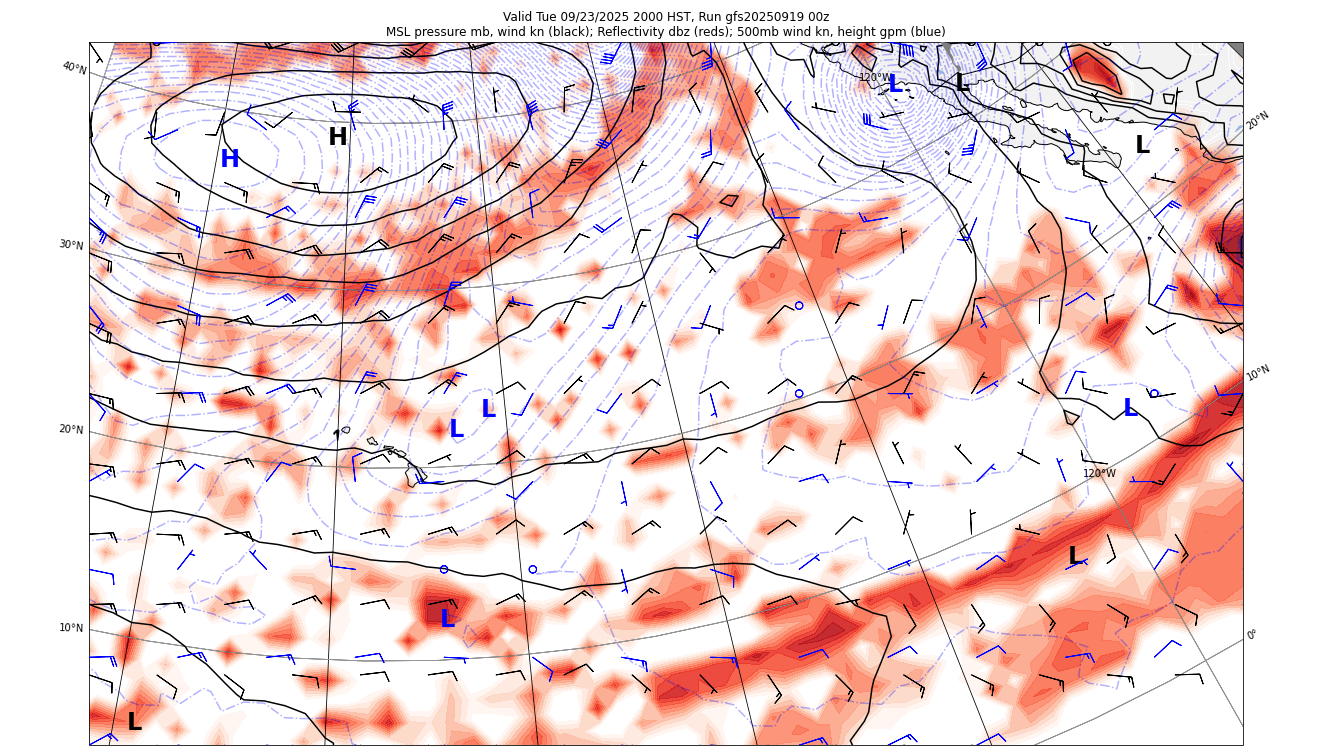 Valid Tue 09/23/2025 2000 HST, Run gfs20250919 00z
MSL pressure mb, wind kn (black); Reflectivity dbz (reds); 500mb wind kn, height gpm (blue)
40°N
120°W
L
L
20°N
H
H
L
30°N
10°N
L
L
L
20°N
120°W
L
L
10°N
0°
L